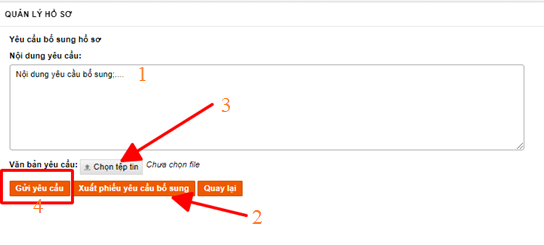 QUẢN LÝ HỒ SƠ
Yêu cầu bổ sung hồ sơ
Nội dung yêu cầu:
Nội dung yêu cầu bổ sung;.... 1
3
Văn bản yêu cầu: Chọn tệp tin Chưa chọn file
Gửi yêu cầu Xuất phiếu yêu cầu bổ sung Quay lại
4 2